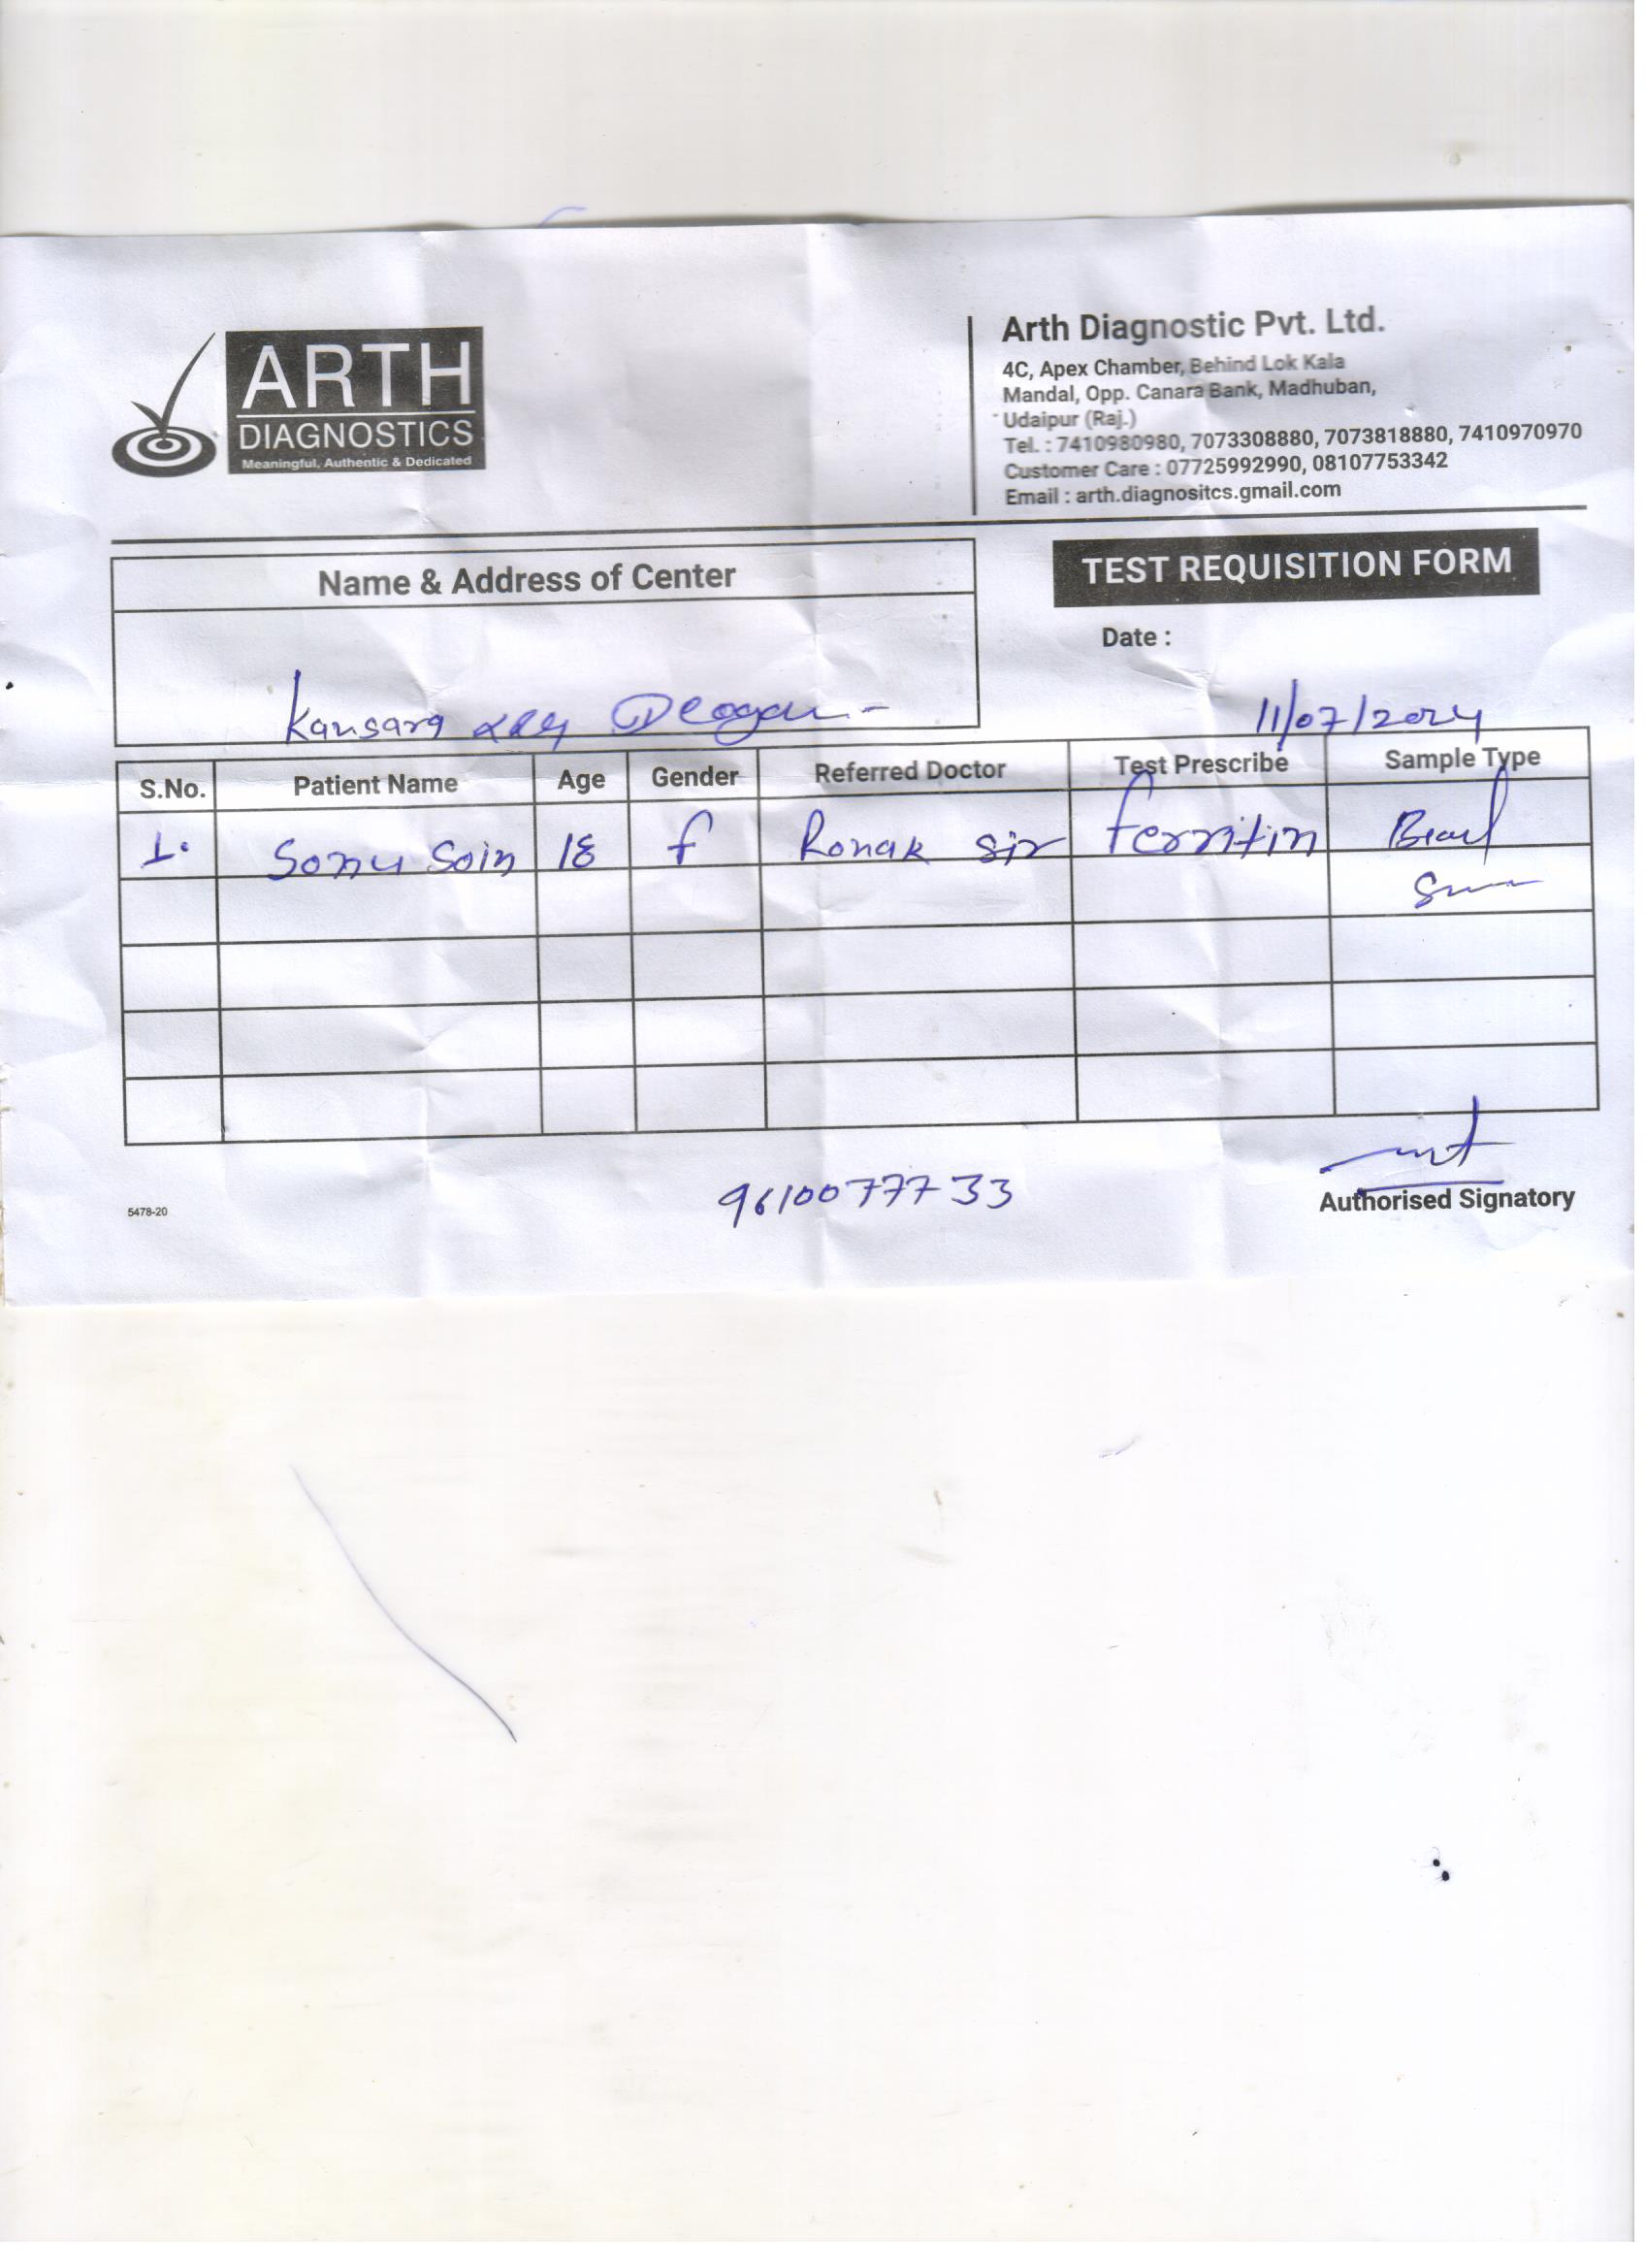 ARTH
DIAGNOSTICS
Meaningful, Authentic & Dedicated
Arth Diagnostic Pvt. Ltd.
4C, Apex Chamber, Behind Lok Kala
Mandal, Opp. Canara Bank, Madhuban,
Udaipur (Raj.)
Tel. : 7410980980, 7073308880, 7073818880, 7410970970
Customer Care : 07725992990, 08107753342
Email : arth.diagnositcs.gmail.com
Name & Address of Center
TEST REQUISITION FORM
Date :
Kansara
11/07/2024
S.No. Patient Name Age Gender Referred Doctor Test Prescribe Sample Type
1. Sonu Soin 18 f Ronak sir ferritin
9610077733
Authorised Signatory
5478-20